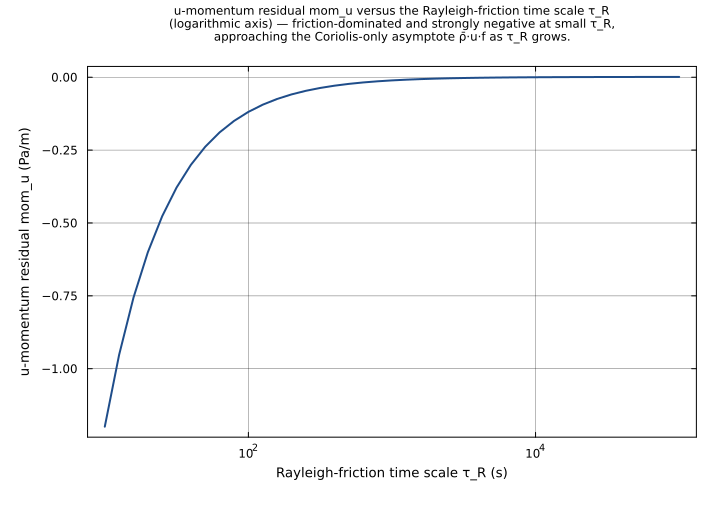 u-momentum residual mom_u versus the Rayleigh-friction time scale τ_R
(logarithmic axis) — friction-dominated and strongly negative at small τ_R,
approaching the Coriolis-only asymptote ρ̄·u·f as τ_R grows.
u-momentum residual mom_u (Pa/m)
0.00
−0.25
−0.50
−0.75
−1.00
10²
10⁴
Rayleigh-friction time scale τ_R (s)